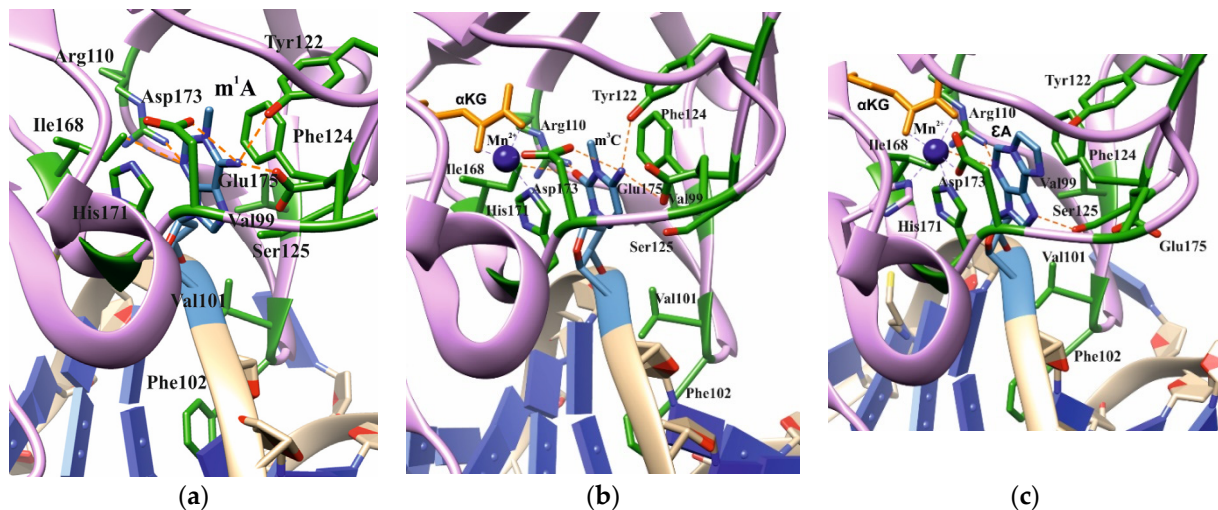 Tyr122
Arg110
m¹A
Asp173
Ile168
Phe124
Glu175
His171
Val99
Ser125
Val101
Phe102
(a)
αKG
Tyr122
Phe124
Arg110
m³C
Mn²⁺
Ile168
Asp173
Glu175
Val99
His171
Ser125
Val101
Phe102
(b)
Tyr122
αKG
Arg110
Mn²⁺
ƐA
Ile168
Phe124
Asp173
Val99
Ser125
His171
Glu175
Val101
Phe102
(c)